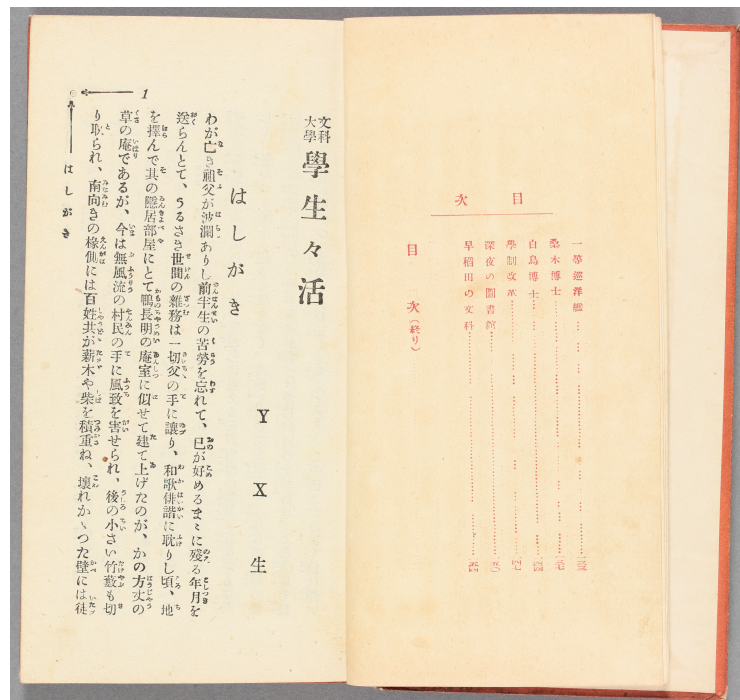 目次
一等巡洋艦
桑木博士
白鳥博士
學制改革
深夜の圖書館
早稻田の文科
目次(終り)
文科大學 學生々活
YX生
はしがき
わが亡き祖父が波瀾ありし前半生の苦勞を忘れて、已が好めるまゝに殘る年月を
送らんとて、うるさき世間の雜務は一切父の手に讓り、和歌俳諧に耽りし頃、地
を擇んで其の隱居部屋にとて鴨長明の庵室に似せて建て上げたのが、かの方丈の
草の庵であるが、今は無風流の村民の手に風致を害せられ、後の小さい竹藪も切
り取られ、南向きの椽側には百姓共が薪木や柴を積重ね、壞れかゝつた壁には徒
はしがき
1